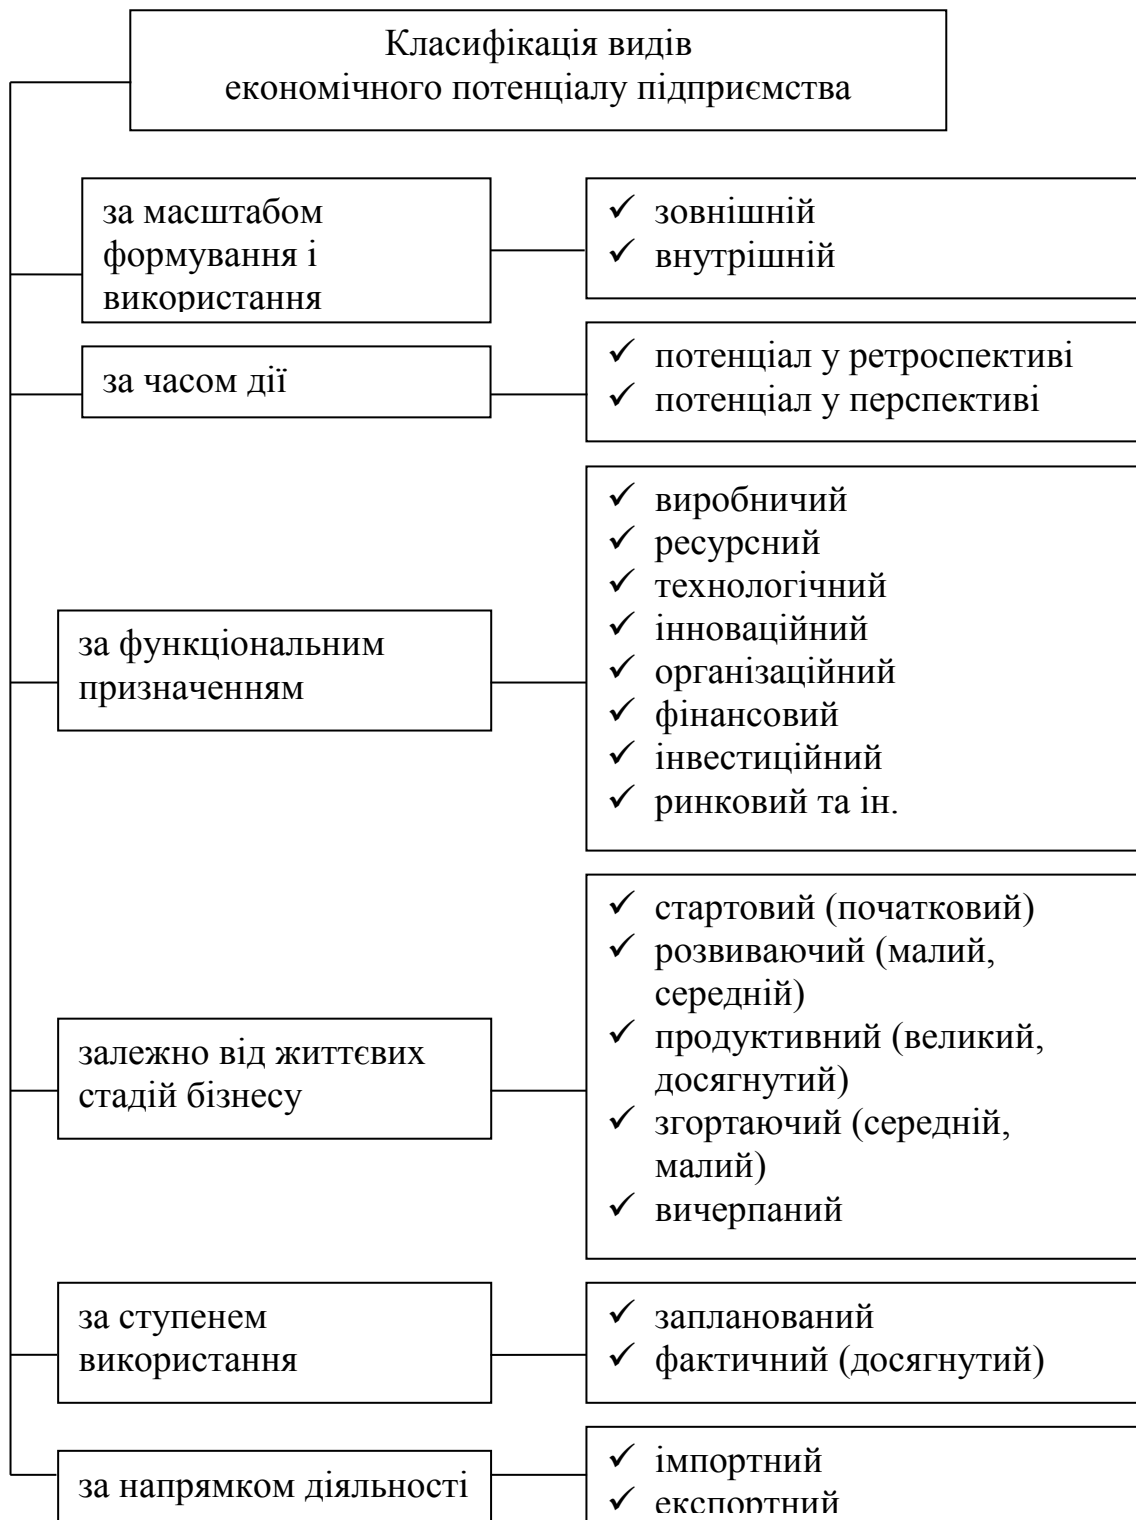 Класифікація видів
економічного потенціалу підприємства
за масштабом
формування і
використання
✓ зовнішній
✓ внутрішній
за часом дії
✓ потенціал у ретроспективі
✓ потенціал у перспективі
за функціональним
призначенням
✓ виробничий
✓ ресурсний
✓ технологічний
✓ інноваційний
✓ організаційний
✓ фінансовий
✓ інвестиційний
✓ ринковий та ін.
залежно від життєвих
стадій бізнесу
✓ стартовий (початковий)
✓ розвиваючий (малий,
середній)
✓ продуктивний (великий,
досягнутий)
✓ згортаючий (середній,
малий)
✓ вичерпаний
за ступенем
використання
✓ запланований
✓ фактичний (досягнутий)
за напрямком діяльності
✓ імпортний
✓ експортний